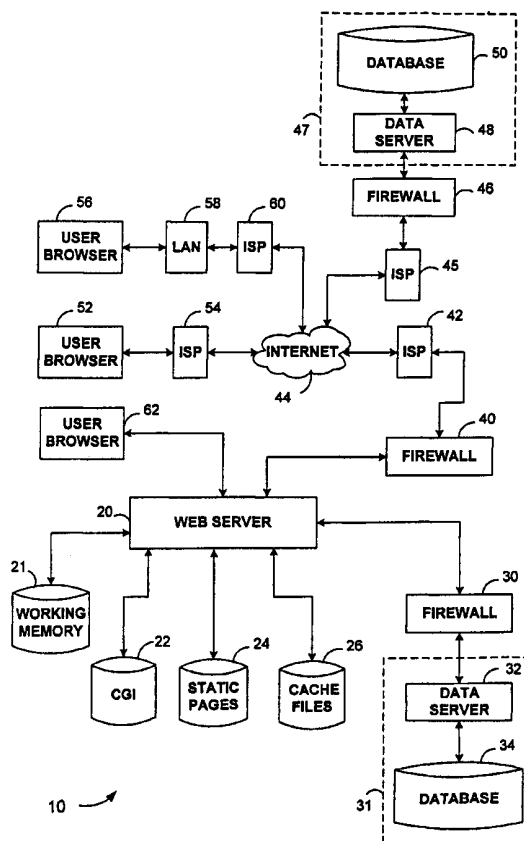 50
DATABASE
DATA
SERVER
47
48
FIREWALL
46
56
58
60
USER
BROWSER
LAN
ISP
ISP
45
52
54
42
USER
BROWSER
ISP
INTERNET
ISP
44
62
USER
BROWSER
40
FIREWALL
20
WEB SERVER
21
WORKING
MEMORY
30
FIREWALL
22
24
26
CGI
STATIC
PAGES
CACHE
FILES
32
DATA
SERVER
34
DATABASE
10
31